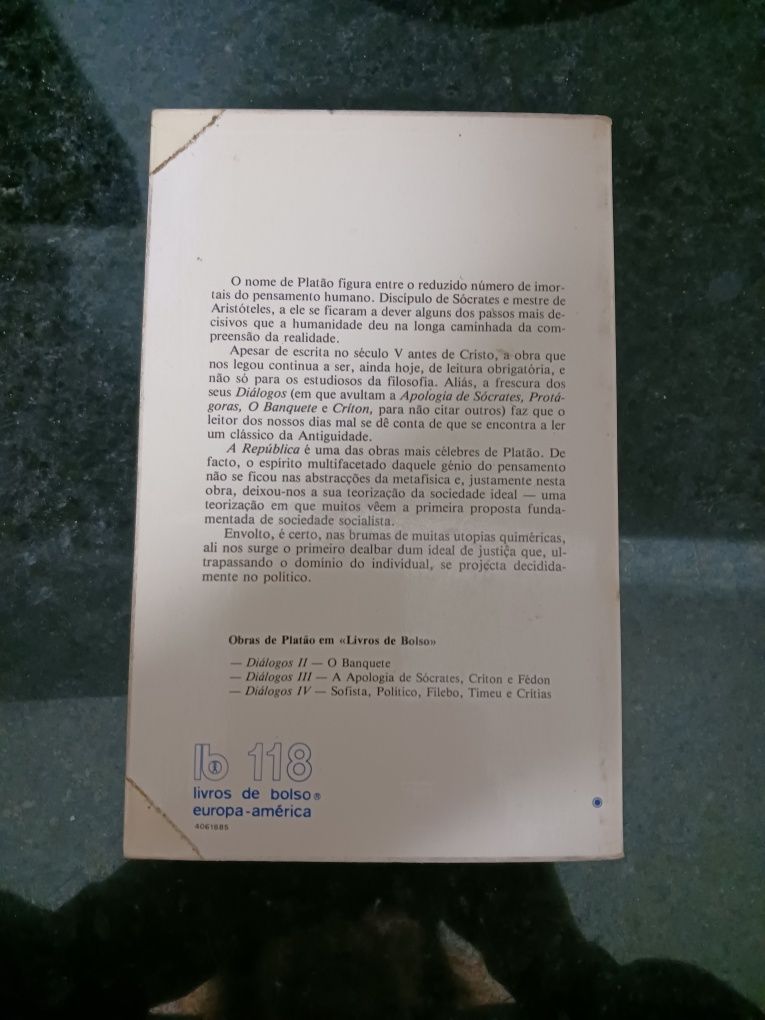 O nome de Platão figura entre o reduzido número de imor-
tais do pensamento humano. Discípulo de Sócrates e mestre de
Aristóteles, a ele se ficaram a dever alguns dos passos mais de-
cisivos que a humanidade deu na longa caminhada da com-
preensão da realidade.
Apesar de escrita no século V antes de Cristo, a obra que
nos legou continua a ser, ainda hoje, de leitura obrigatória, e
não só para os estudiosos da filosofia. Aliás, a frescura dos
seus Diálogos (em que avultam a Apologia de Sócrates, Protá-
goras, O Banquete e Críton, para não citar outros) faz que o
leitor dos nossos dias mal se dê conta de que se encontra a ler
um clássico da Antiguidade.
A República é uma das obras mais célebres de Platão. De
facto, o espírito multifacetado daquele génio do pensamento
não se ficou nas abstracções da metafísica e, justamente nesta
obra, deixou-nos a sua teorização da sociedade ideal — uma
teorização em que muitos vêem a primeira proposta funda-
mentada de sociedade socialista.
Envolto, é certo, nas brumas de muitas utopias quiméricas,
ali nos surge o primeiro dealbar dum ideal de justiça que, ul-
trapassando o domínio do individual, se projecta decidida-
mente no político.
Obras de Platão em «Livros de Bolso»
— Diálogos II — O Banquete
— Diálogos III — A Apologia de Sócrates, Críton e Fédon
— Diálogos IV — Sofista, Político, Filebo, Timeu e Crítias
lb 118
livros de bolso®
europa-américa
4061885